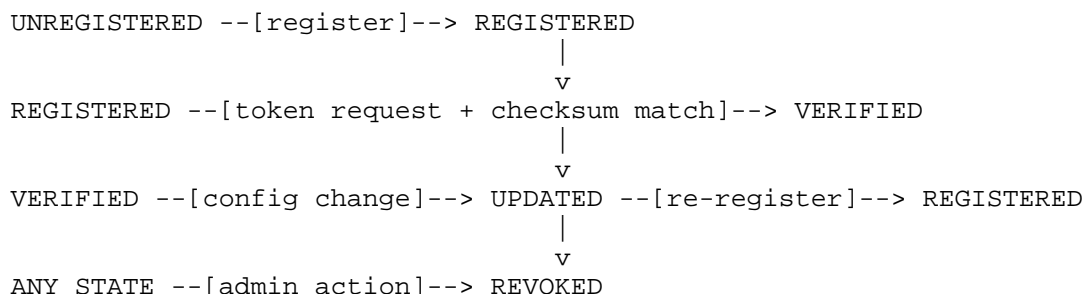 UNREGISTERED --[register]--> REGISTERED
|
v
REGISTERED --[token request + checksum match]--> VERIFIED
|
v
VERIFIED --[config change]--> UPDATED --[re-register]--> REGISTERED
|
v
ANY STATE --[admin action]--> REVOKED